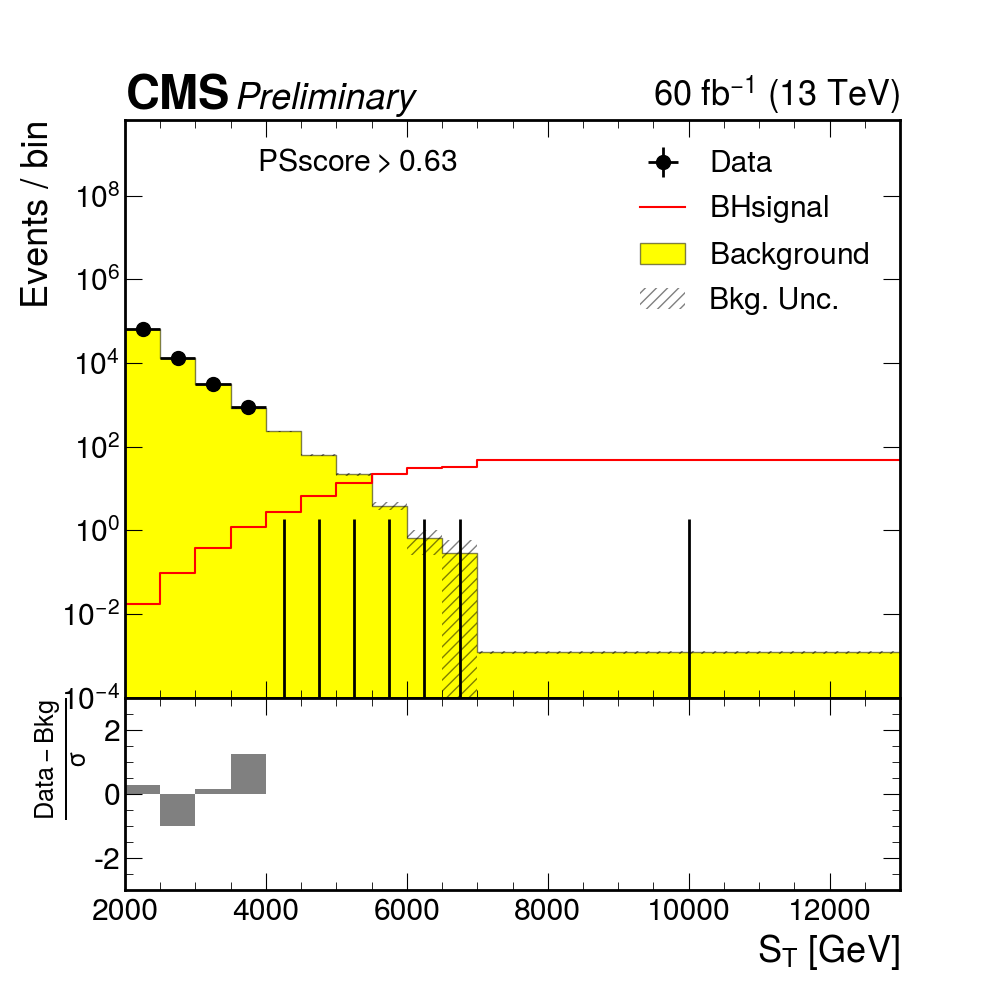 CMS Preliminary 60 fb⁻¹ (13 TeV)
Events / bin
PSscore > 0.63
Data
BHsignal
Background
Bkg. Unc.
10⁸
10⁶
10⁴
10²
10⁰
10⁻²
10⁻⁴
Data − Bkg
σ
2
0
-2
2000 4000 6000 8000 10000 12000
S_T [GeV]